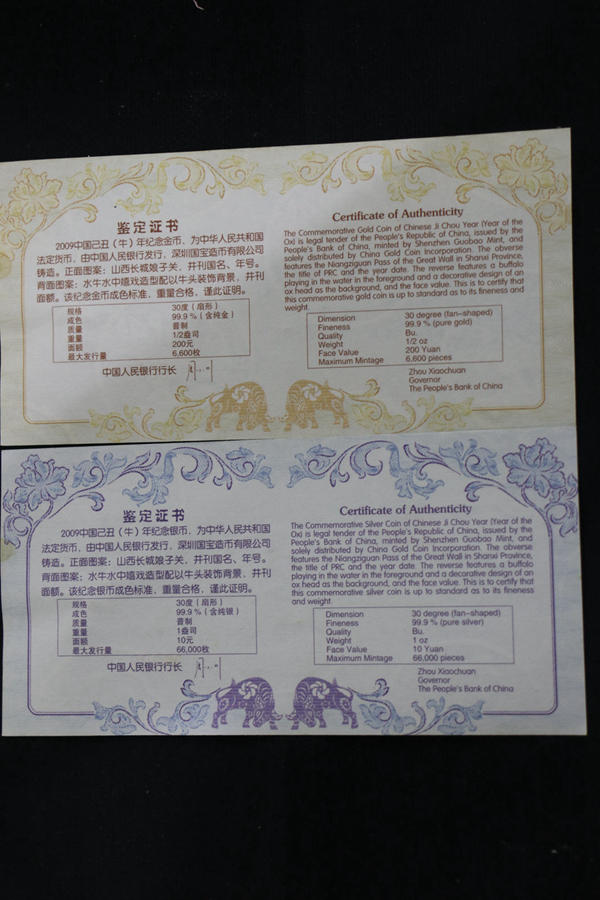 鉴定证书
2009中国己丑（牛）年纪念金币，为中华人民共和国
法定货币，由中国人民银行发行，深圳国宝造币有限公司
铸造。正面图案：山西长城娘子关，并刊国名、年号。
背面图案：水牛水中嬉戏造型配以牛头装饰背景，并刊
面额。该纪念金币成色标准，重量合格，谨此证明。
规格 30度（扇形）
成色 99.9％（含纯金）
质量 普制
重量 1/2盎司
面额 200元
最大发行量 6,600枚
中国人民银行行长
Certificate of Authenticity
The Commemorative Gold Coin of Chinese Ji Chou Year (Year of the
Ox) is legal tender of the People's Republic of China, issued by the
People's Bank of China, minted by Shenzhen Guobao Mint, and
solely distributed by China Gold Coin Incorporation. The obverse
features the Niangziguan Pass of the Great Wall in Shanxi Province,
the title of PRC and the year date. The reverse features a buffalo
playing in the water in the foreground and a decorative design of an
ox head as the background, and the face value. This is to certify that
this commemorative gold coin is up to standard as to its fineness and
weight.
Dimension 30 degree (fan-shaped)
Fineness 99.9 % (pure gold)
Quality Bu.
Weight 1/2 oz
Face Value 200 Yuan
Maximum Mintage 6,600 pieces
Zhou Xiaochuan
Governor
The People's Bank of China
鉴定证书
2009中国己丑（牛）年纪念银币，为中华人民共和国
法定货币，由中国人民银行发行，深圳国宝造币有限公司
铸造。正面图案：山西长城娘子关，并刊国名、年号。
背面图案：水牛水中嬉戏造型配以牛头装饰背景，并刊
面额。该纪念银币成色标准，重量合格，谨此证明。
规格 30度（扇形）
成色 99.9％（含纯银）
质量 普制
重量 1盎司
面额 10元
最大发行量 66,000枚
中国人民银行行长
Certificate of Authenticity
The Commemorative Silver Coin of Chinese Ji Chou Year (Year of the
Ox) is legal tender of the People's Republic of China, issued by the
People's Bank of China, minted by Shenzhen Guobao Mint, and
solely distributed by China Gold Coin Incorporation. The obverse
features the Niangziguan Pass of the Great Wall in Shanxi Province,
the title of PRC and the year date. The reverse features a buffalo
playing in the water in the foreground and a decorative design of an
ox head as the background, and the face value. This is to certify that
this commemorative silver coin is up to standard as to its fineness
and weight.
Dimension 30 degree (fan-shaped)
Fineness 99.9 % (pure silver)
Quality Bu.
Weight 1 oz
Face Value 10 Yuan
Maximum Mintage 66,000 pieces
Zhou Xiaochuan
Governor
The People's Bank of China